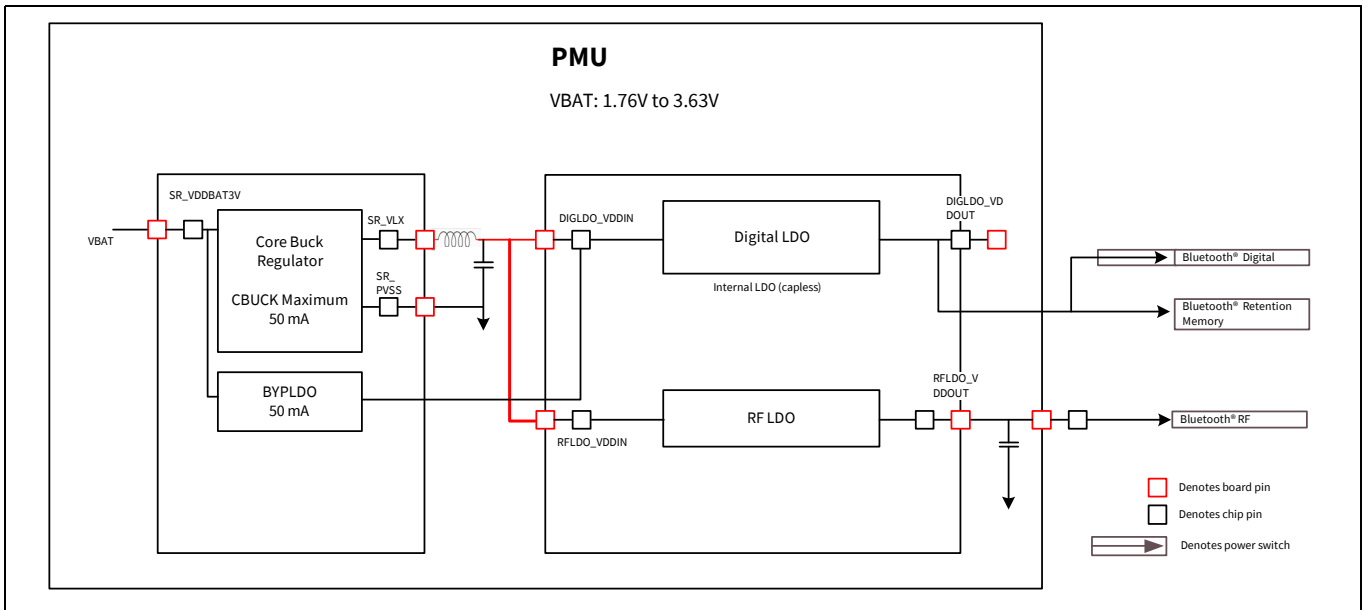 PMU
VBAT: 1.76V to 3.63V
SR_VDDBAT3V
VBAT
Core Buck
Regulator
CBUCK Maximum
50 mA
SR_VLX
SR_
PVSS
BYPLDO
50 mA
DIGLDO_VDDIN
Digital LDO
Internal LDO (capless)
DIGLDO_VD
DOUT
Bluetooth® Digital
Bluetooth® Retention
Memory
RFLDO_VDDIN
RF LDO
RFLDO_V
DDOUT
Bluetooth® RF
Denotes board pin
Denotes chip pin
Denotes power switch